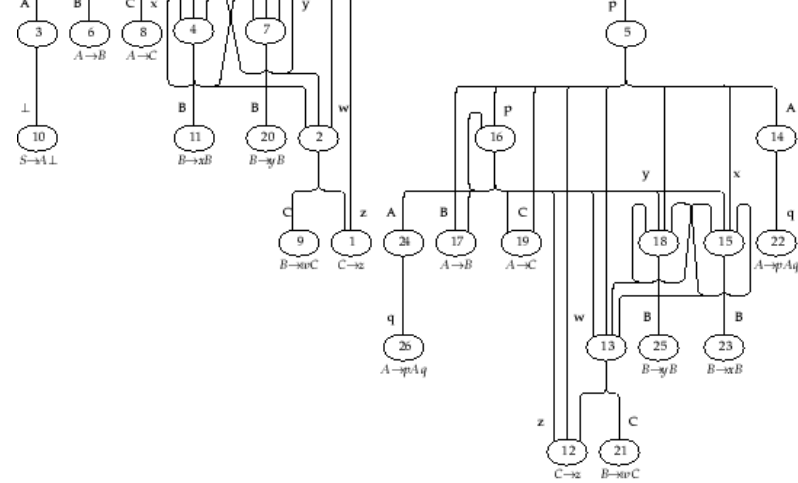 A B C x y p
3 6 8 4 7 5
A→B A→C
⊥ B B w p A
10 11 20 2 16 14
S→A⊥ B→xB B→yB
y x
C z A B C q
9 1 24 17 19 18 15 22
B→wC C→z A→B A→C A→pAq
q w B B
26 13 25 23
A→pAq B→yB B→xB
z C
12 21
C→z B→wC